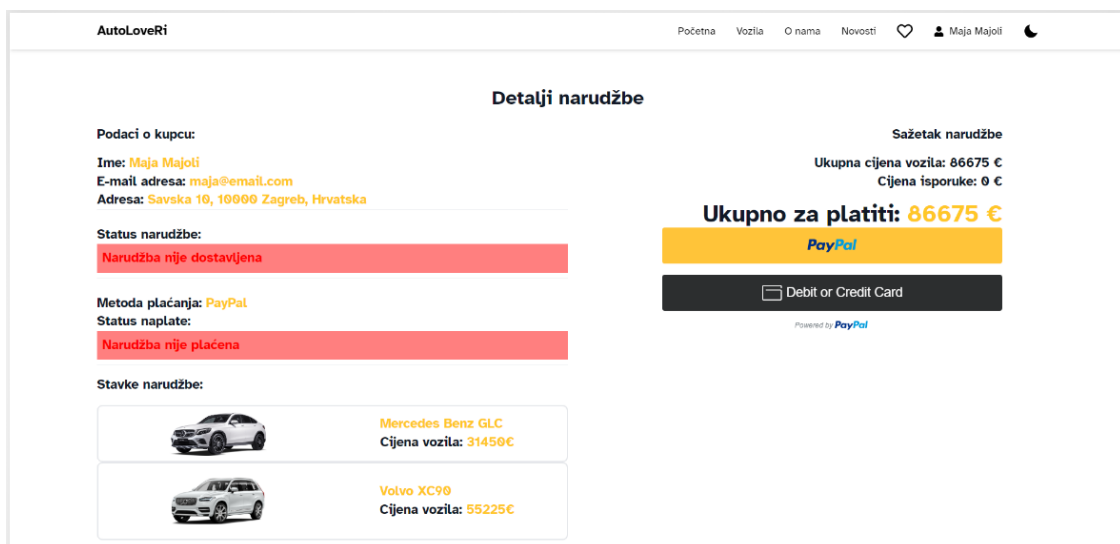 AutoLoveRi
Početna Vozila O nama Novosti Maja Majoli
Detalji narudžbe
Podaci o kupcu:
Ime: Maja Majoli
E-mail adresa: maja@email.com
Adresa: Savska 10, 10000 Zagreb, Hrvatska
Status narudžbe:
Narudžba nije dostavljena
Metoda plaćanja: PayPal
Status naplate:
Narudžba nije plaćena
Stavke narudžbe:
Mercedes Benz GLC
Cijena vozila: 31450€
Volvo XC90
Cijena vozila: 55225€
Sažetak narudžbe
Ukupna cijena vozila: 86675 €
Cijena isporuke: 0 €
Ukupno za platiti: 86675 €
PayPal
Debit or Credit Card
Powered by PayPal